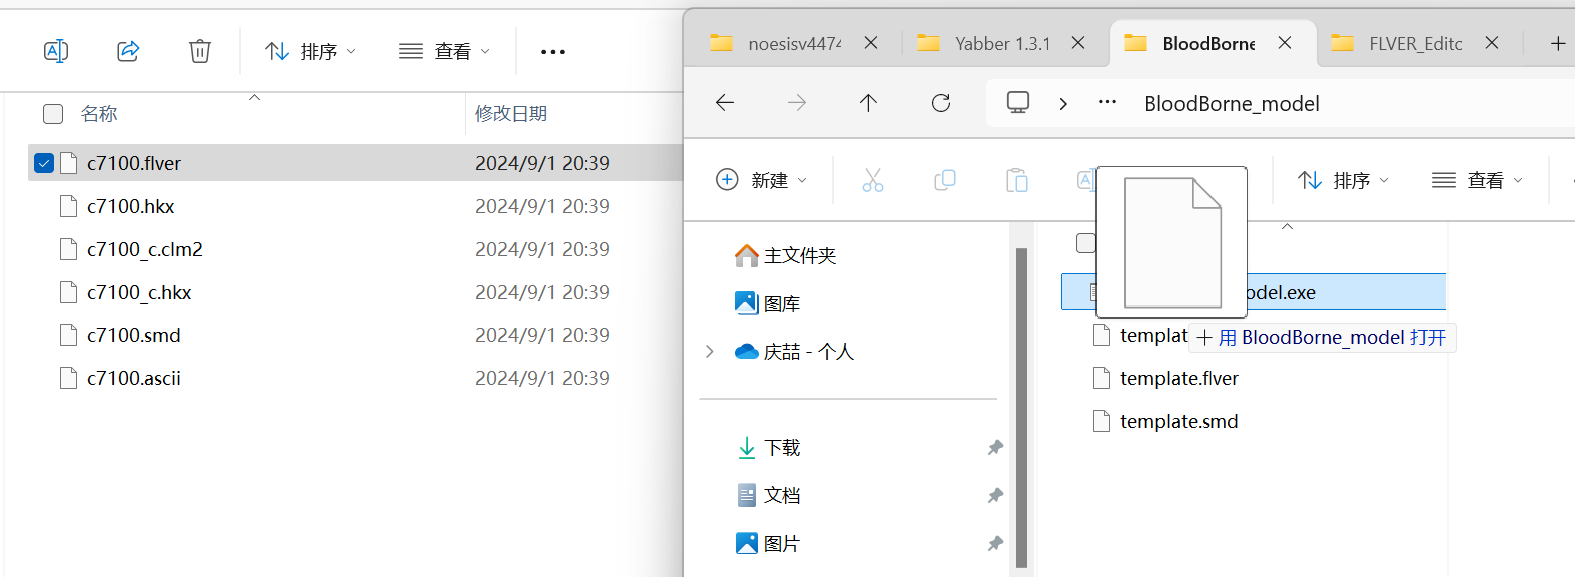 排序
查看
名称
修改日期
c7100.flver
2024/9/1 20:39
c7100.hkx
2024/9/1 20:39
c7100_c.clm2
2024/9/1 20:39
c7100_c.hkx
2024/9/1 20:39
c7100.smd
2024/9/1 20:39
c7100.ascii
2024/9/1 20:39
noesisv4474
Yabber 1.3.1
BloodBorne
FLVER_Editc
BloodBorne_model
新建
排序
查看
主文件夹
图库
庆喆 - 个人
下载
文档
图片
odel.exe
templat
用 BloodBorne_model 打开
template.flver
template.smd